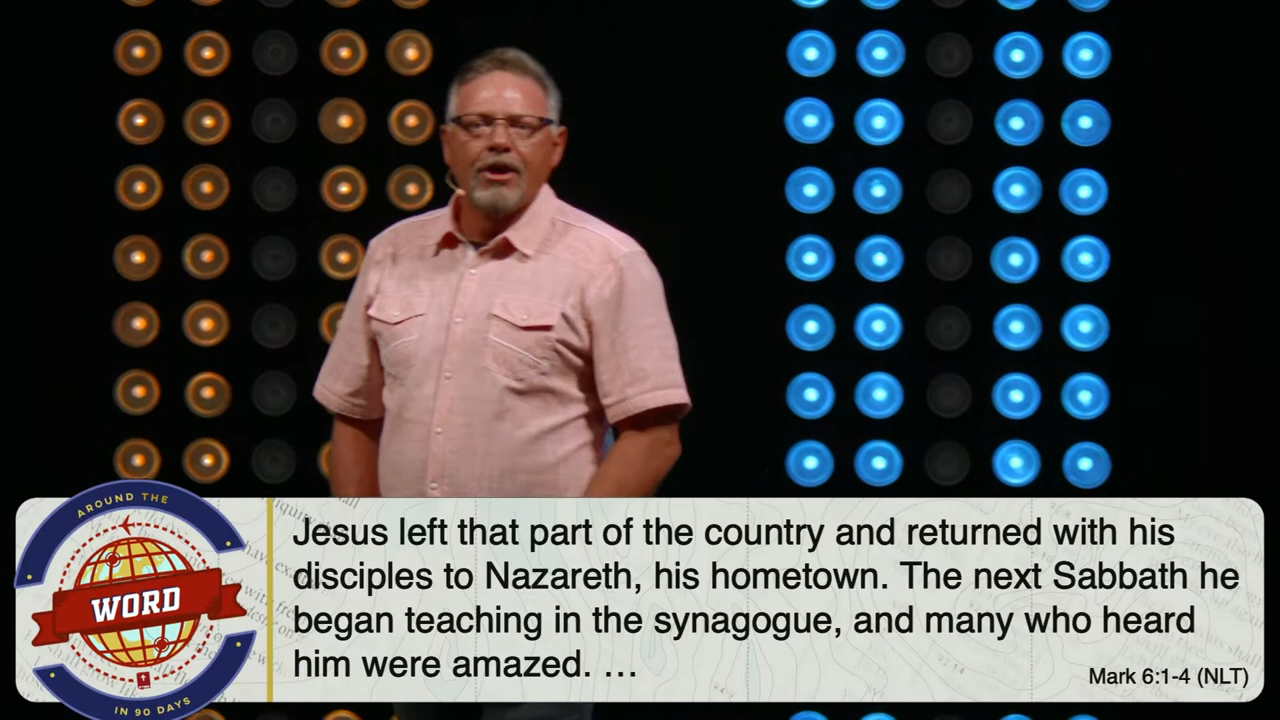 AROUND THE
WORD
IN 90 DAYS
Jesus left that part of the country and returned with his
disciples to Nazareth, his hometown. The next Sabbath he
began teaching in the synagogue, and many who heard
him were amazed. …
Mark 6:1-4 (NLT)